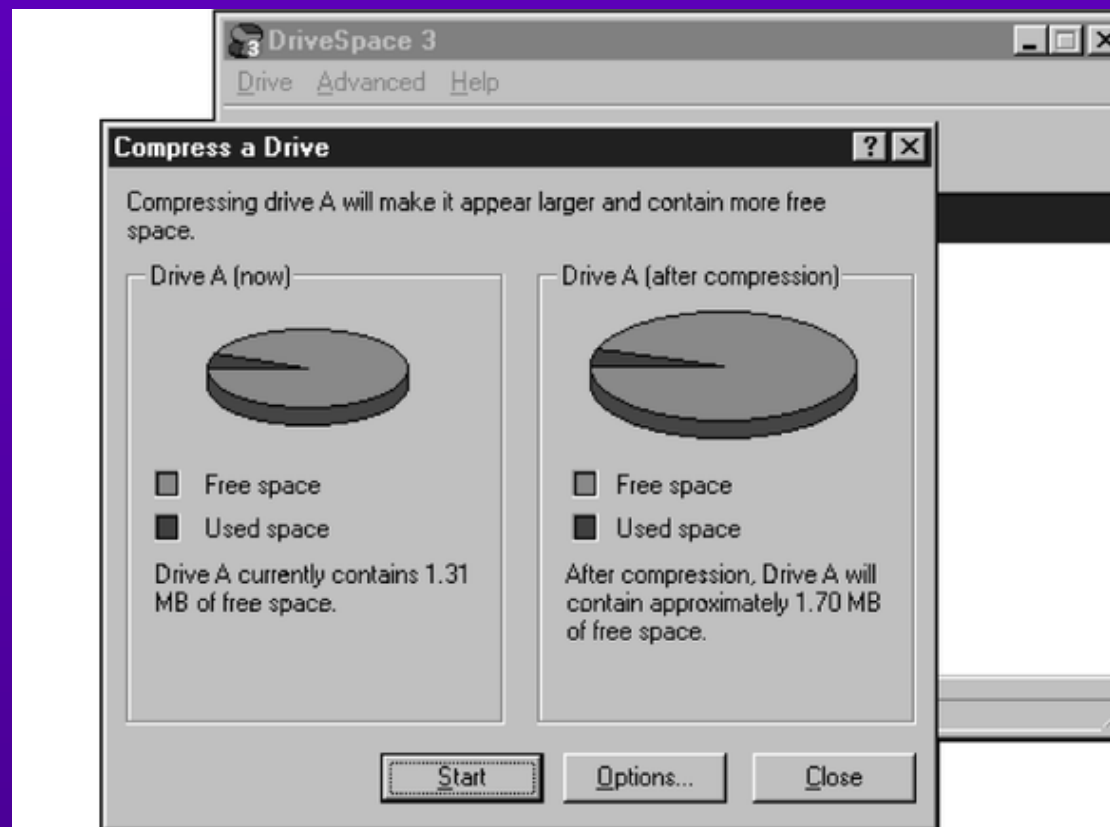 DriveSpace 3
Drive Advanced Help
Compress a Drive
Compressing drive A will make it appear larger and contain more free
space.
Drive A (now)
Free space
Used space
Drive A currently contains 1.31
MB of free space.
Drive A (after compression)
Free space
Used space
After compression, Drive A will
contain approximately 1.70 MB
of free space.
Start Options... Close